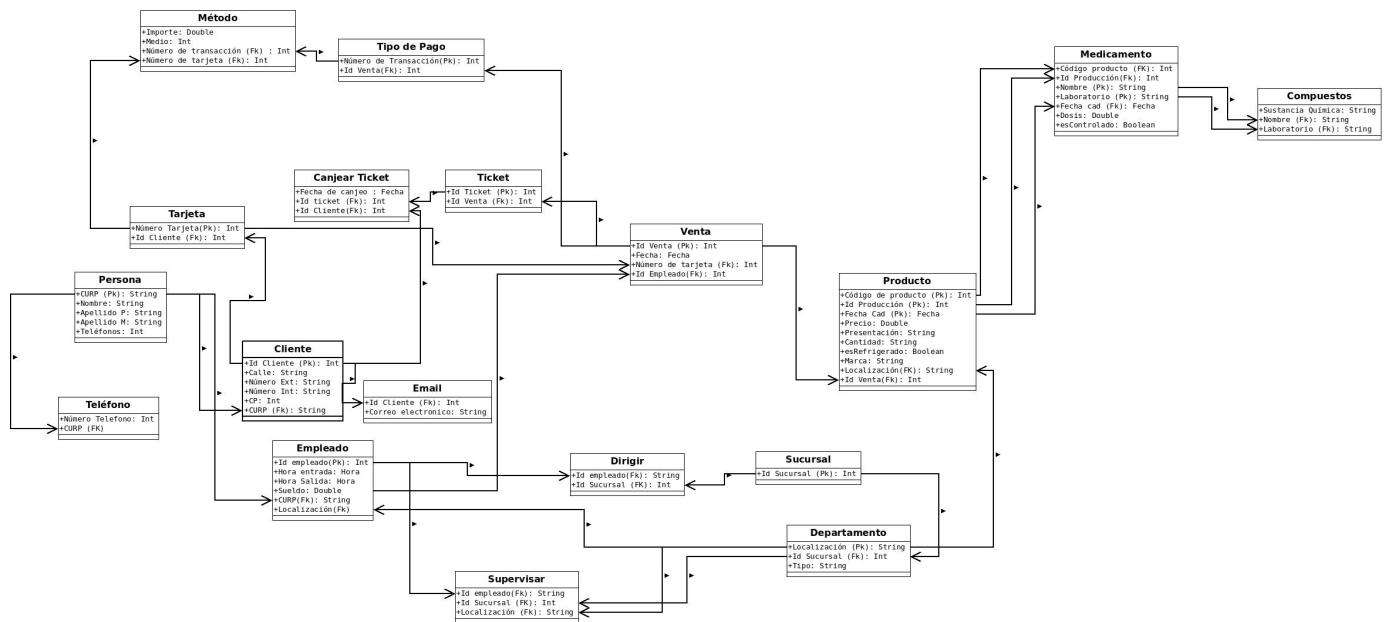 Método
+Importe: Double
+Medio: Int
+Número de transacción (Fk) : Int
+Número de tarjeta (Fk): Int
Tipo de Pago
+Número de Transacción(Pk): Int
+Id Venta(Fk): Int
Medicamento
+Código producto (FK): Int
+Id Producción(Fk): Int
+Nombre (Pk): String
+Laboratorio (Pk): String
+Fecha cad (Fk): Fecha
+Dosis: Double
+esControlado: Boolean
Compuestos
+Sustancia Química: String
+Nombre (Fk): String
+Laboratorio (Fk): String
Canjear Ticket
+Fecha de canjeo : Fecha
+Id ticket (Fk): Int
+Id Cliente(Fk): Int
Ticket
+Id Ticket (Pk): Int
+Id Venta (Fk): Int
Tarjeta
+Número Tarjeta(Pk): Int
+Id Cliente (Fk): Int
Venta
+Id Venta (Pk): Int
+Fecha: Fecha
+Número de tarjeta (Fk): Int
+Id Empleado(Fk): Int
Persona
+CURP (Pk): String
+Nombre: String
+Apellido P: String
+Apellido M: String
+Teléfonos: Int
Producto
+Código de producto (Pk): Int
+Id Producción (Pk): Int
+Fecha Cad (Pk): Fecha
+Precio: Double
+Presentación: String
+Cantidad: String
+esRefrigerado: Boolean
+Marca: String
+Localización(FK): String
+Id Venta(Fk): Int
Cliente
+Id Cliente (Pk): Int
+Calle: String
+Número Ext: String
+Número Int: String
+CP: Int
+CURP (Fk): String
Email
+Id Cliente (Fk): Int
+Correo electronico: String
Teléfono
+Número Telefono: Int
+CURP (FK)
Empleado
+Id empleado(Pk): Int
+Hora entrada: Hora
+Hora Salida: Hora
+Sueldo: Double
+CURP(Fk): String
+Localización(Fk)
Dirigir
+Id empleado(Fk): String
+Id Sucursal (FK): Int
Sucursal
+Id Sucursal (Pk): Int
Departamento
+Localización (Pk): String
+Id Sucursal (Fk): Int
+Tipo: String
Supervisar
+Id empleado(Fk): String
+Id Sucursal (FK): Int
+Localización (Fk): String